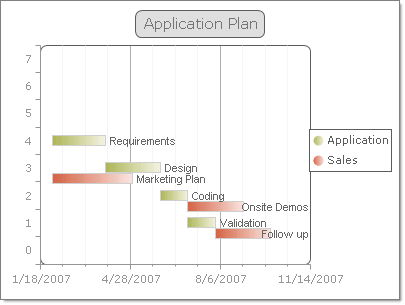 Application Plan
7
6
5
4
Requirements
Application
Sales
3
Design
Marketing Plan
2
Coding
Onsite Demos
1
Validation
Follow up
0
1/18/2007 4/28/2007 8/6/2007 11/14/2007